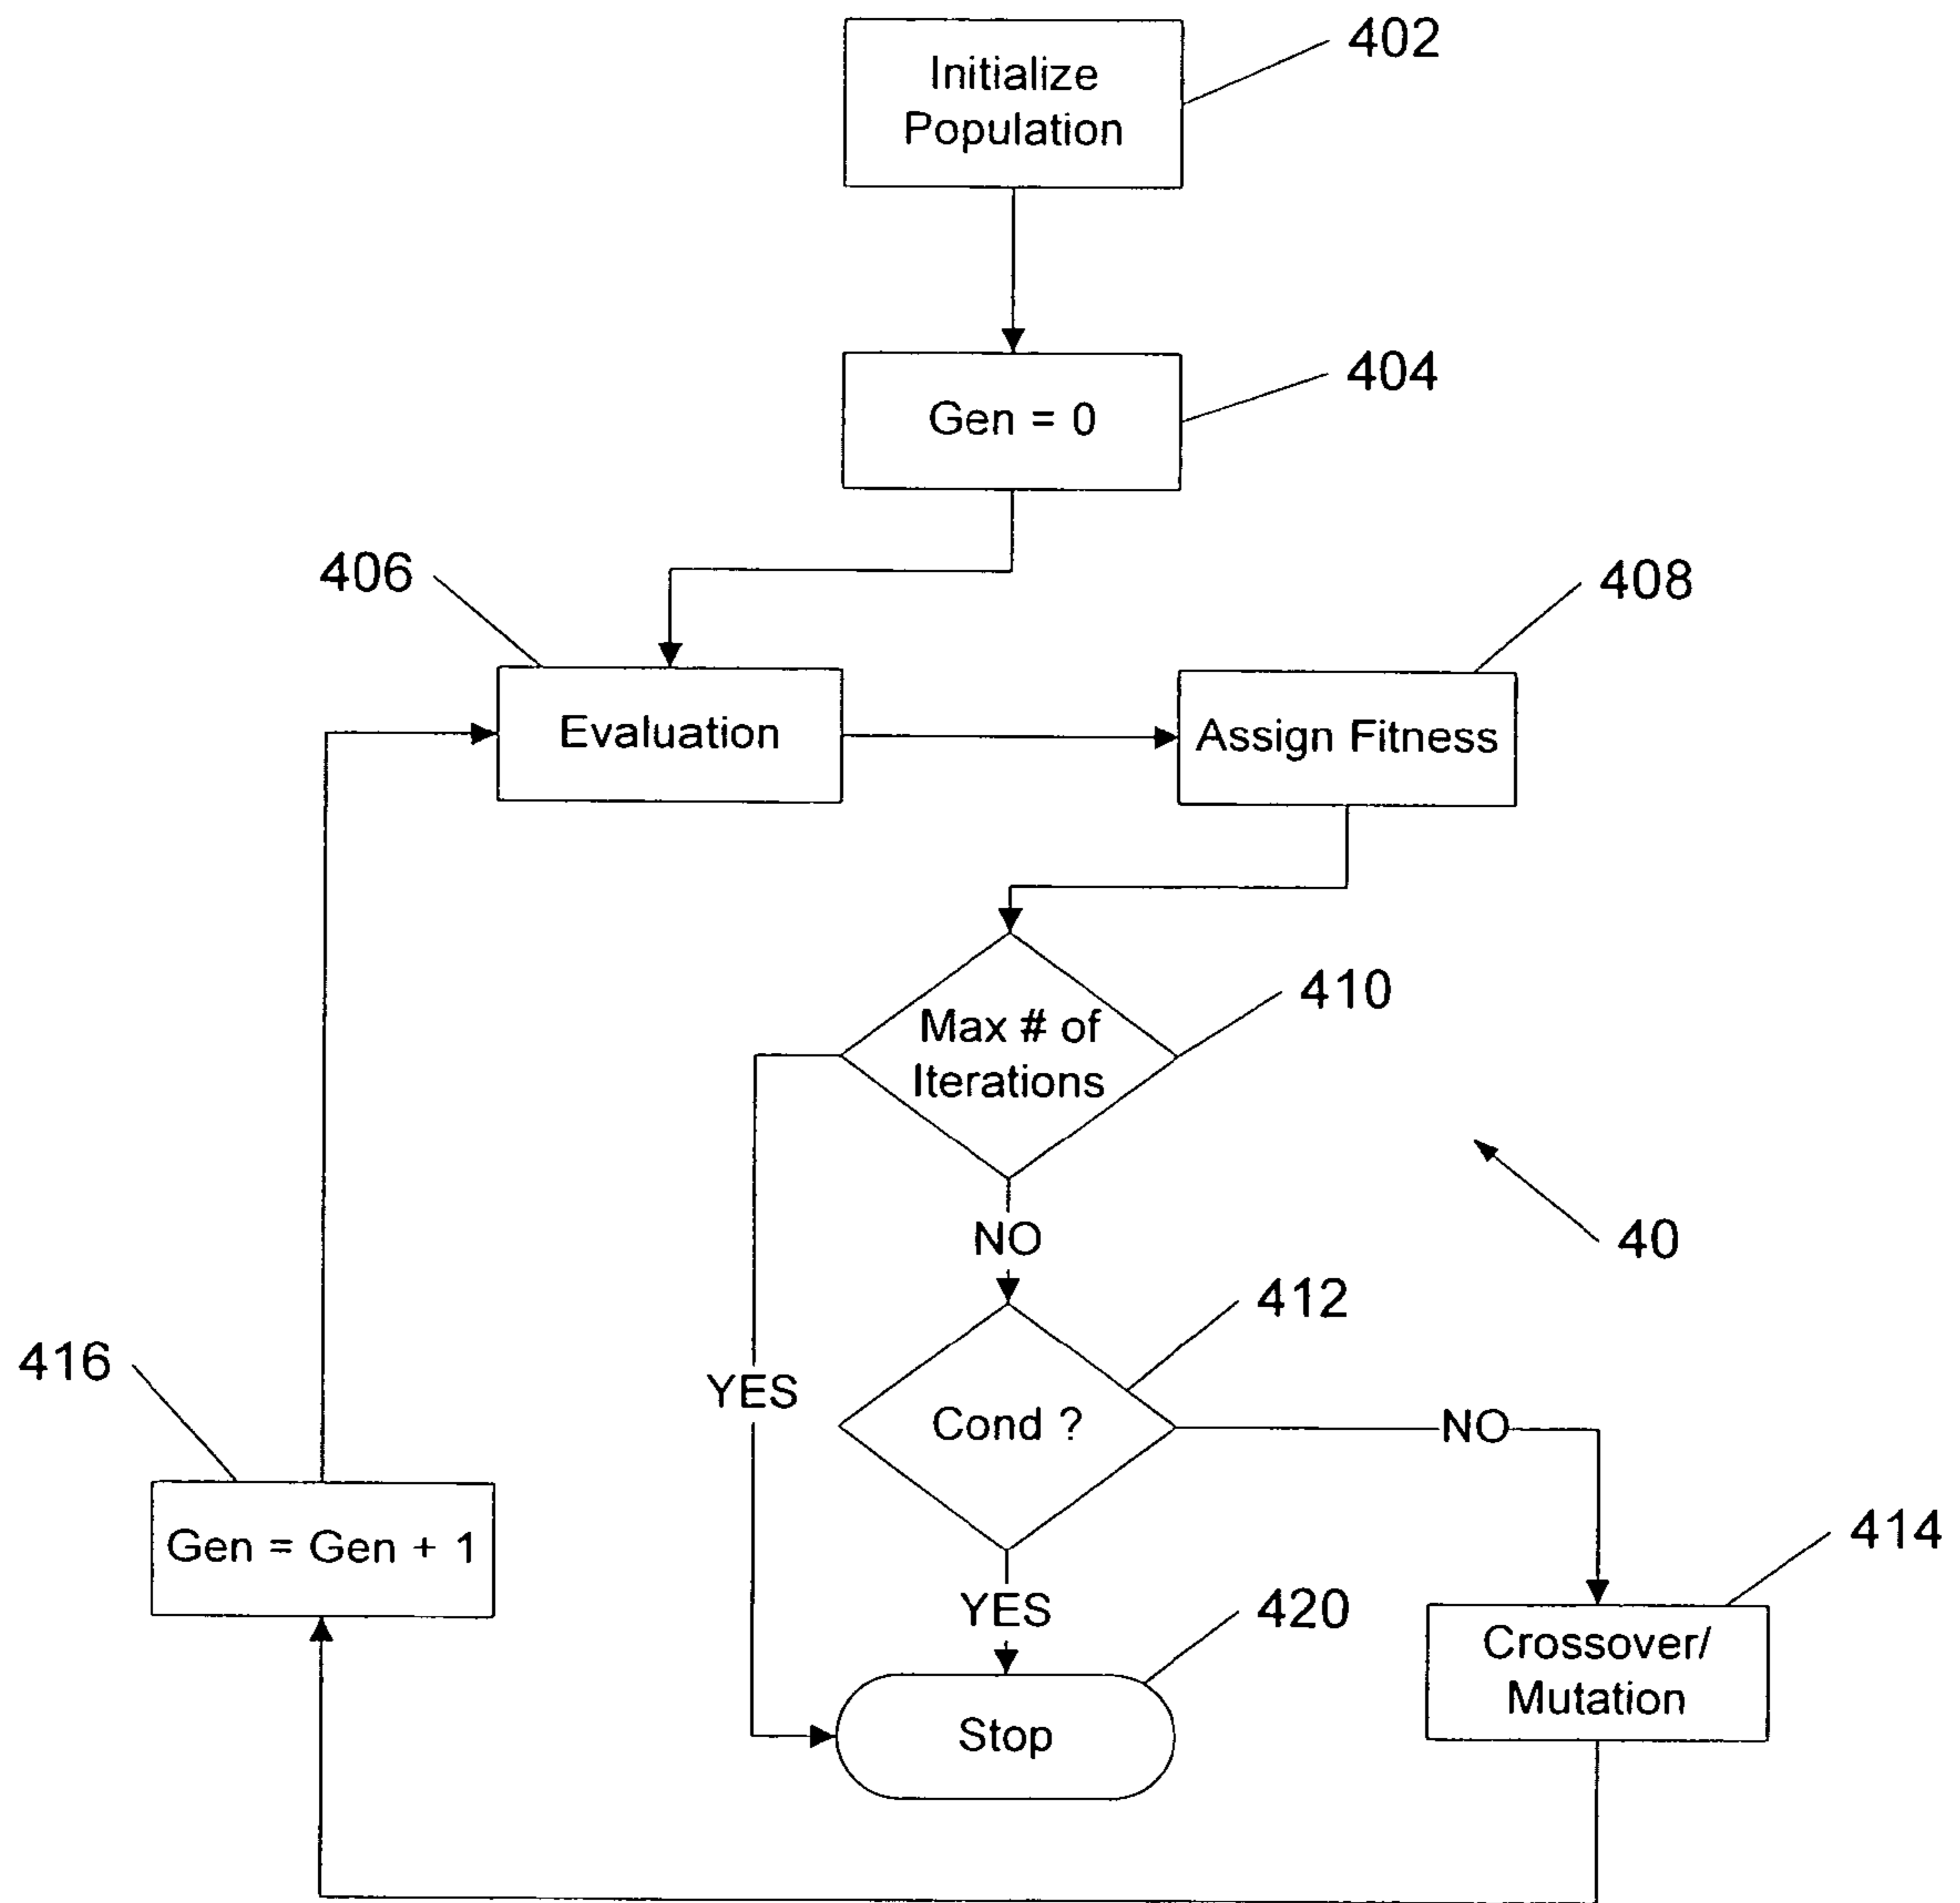 402
Initialize
Population
404
Gen = 0
406
408
Evaluation
Assign Fitness
410
Max # of
Iterations
NO
40
412
416
YES
Cond ?
NO
Gen = Gen + 1
414
YES
420
Crossover/
Mutation
Stop